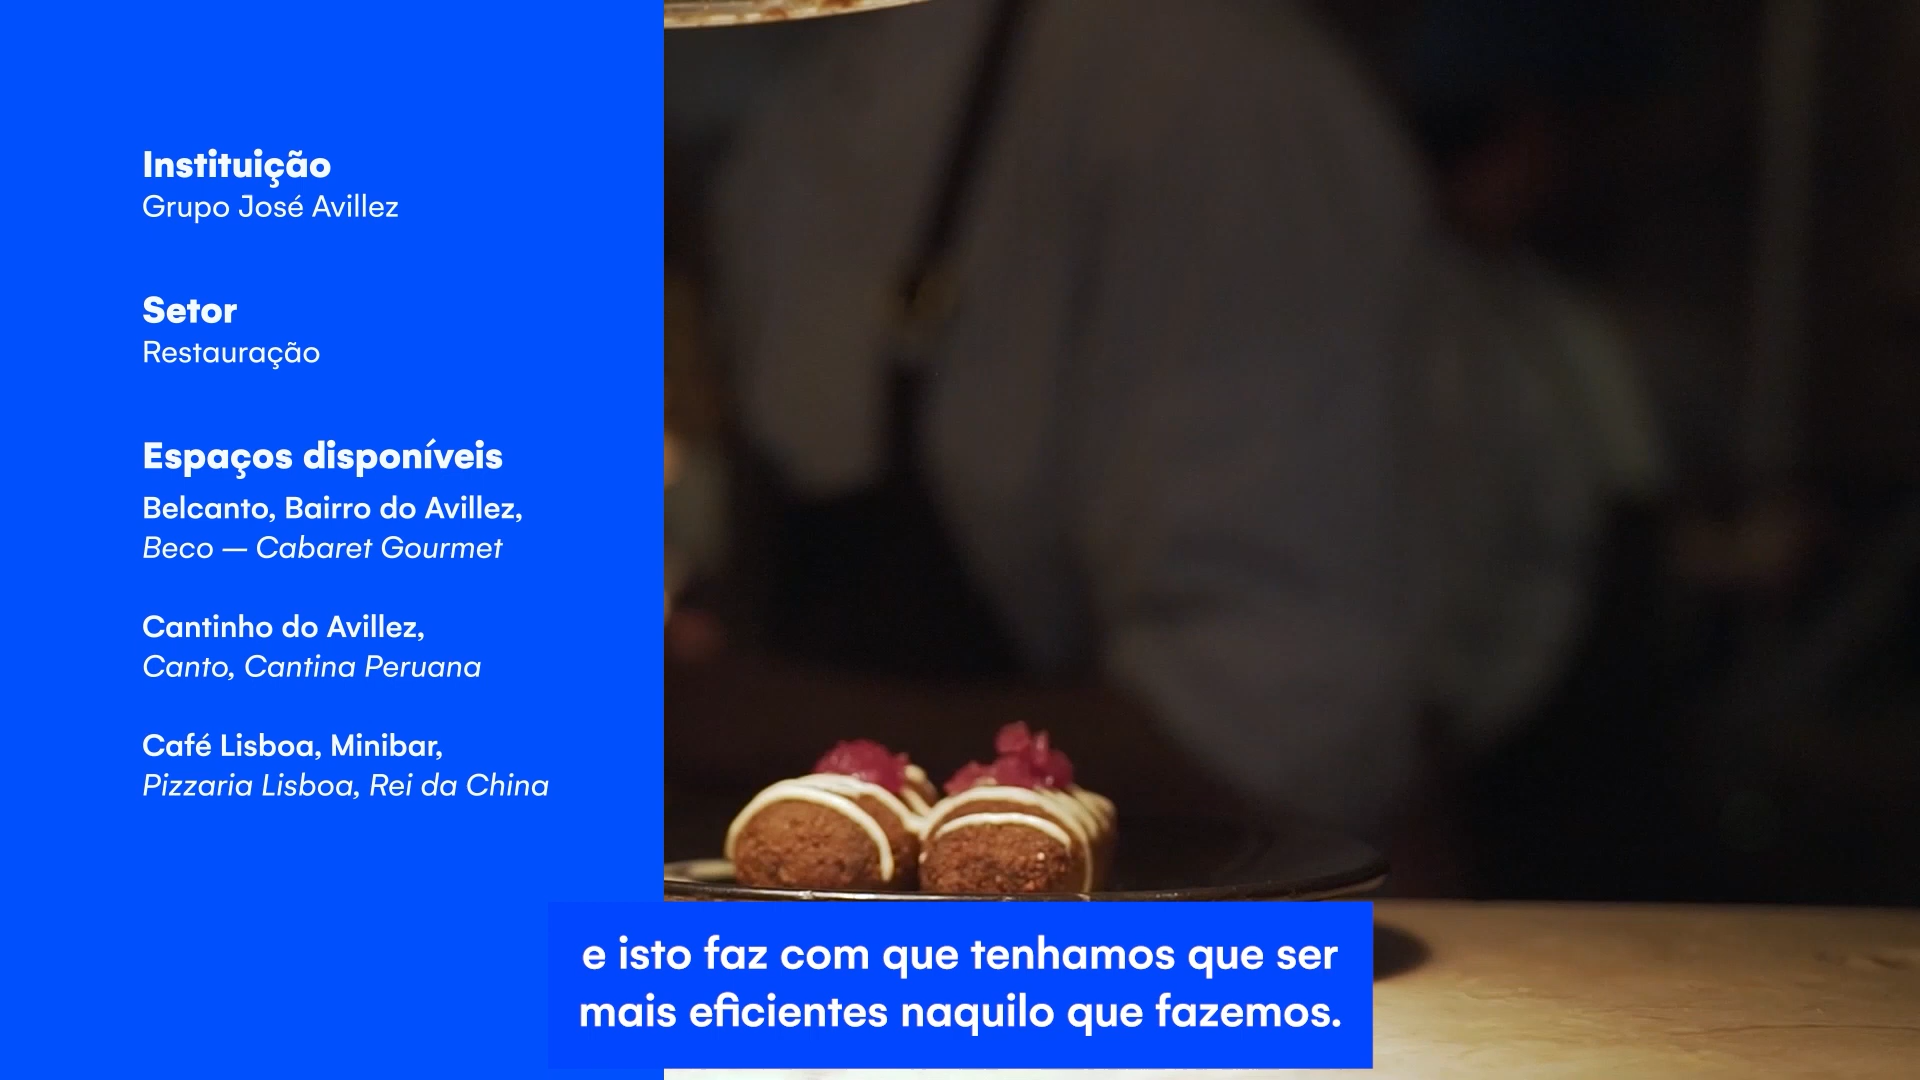 Instituição
Grupo José Avillez
Setor
Restauração
Espaços disponíveis
Belcanto, Bairro do Avillez,
Beco — Cabaret Gourmet
Cantinho do Avillez,
Canto, Cantina Peruana
Café Lisboa, Minibar,
Pizzaria Lisboa, Rei da China
e isto faz com que tenhamos que ser
mais eficientes naquilo que fazemos.